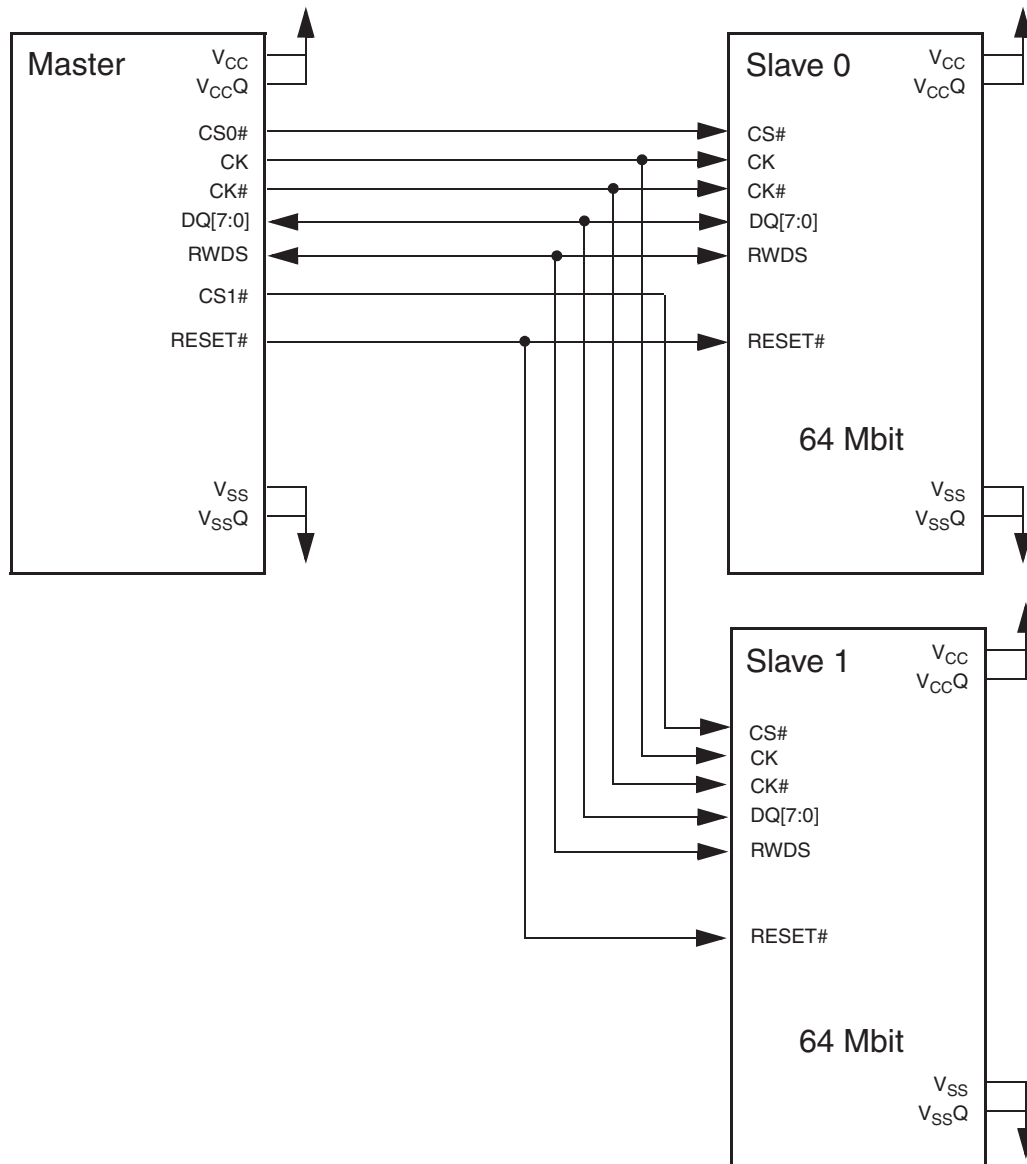 Master
VCC
VCCQ
CS0#
CK
CK#
DQ[7:0]
RWDS
CS1#
RESET#
VSS
VSSQ
Slave 0
VCC
VCCQ
CS#
CK
CK#
DQ[7:0]
RWDS
RESET#
64 Mbit
VSS
VSSQ
Slave 1
VCC
VCCQ
CS#
CK
CK#
DQ[7:0]
RWDS
RESET#
64 Mbit
VSS
VSSQ